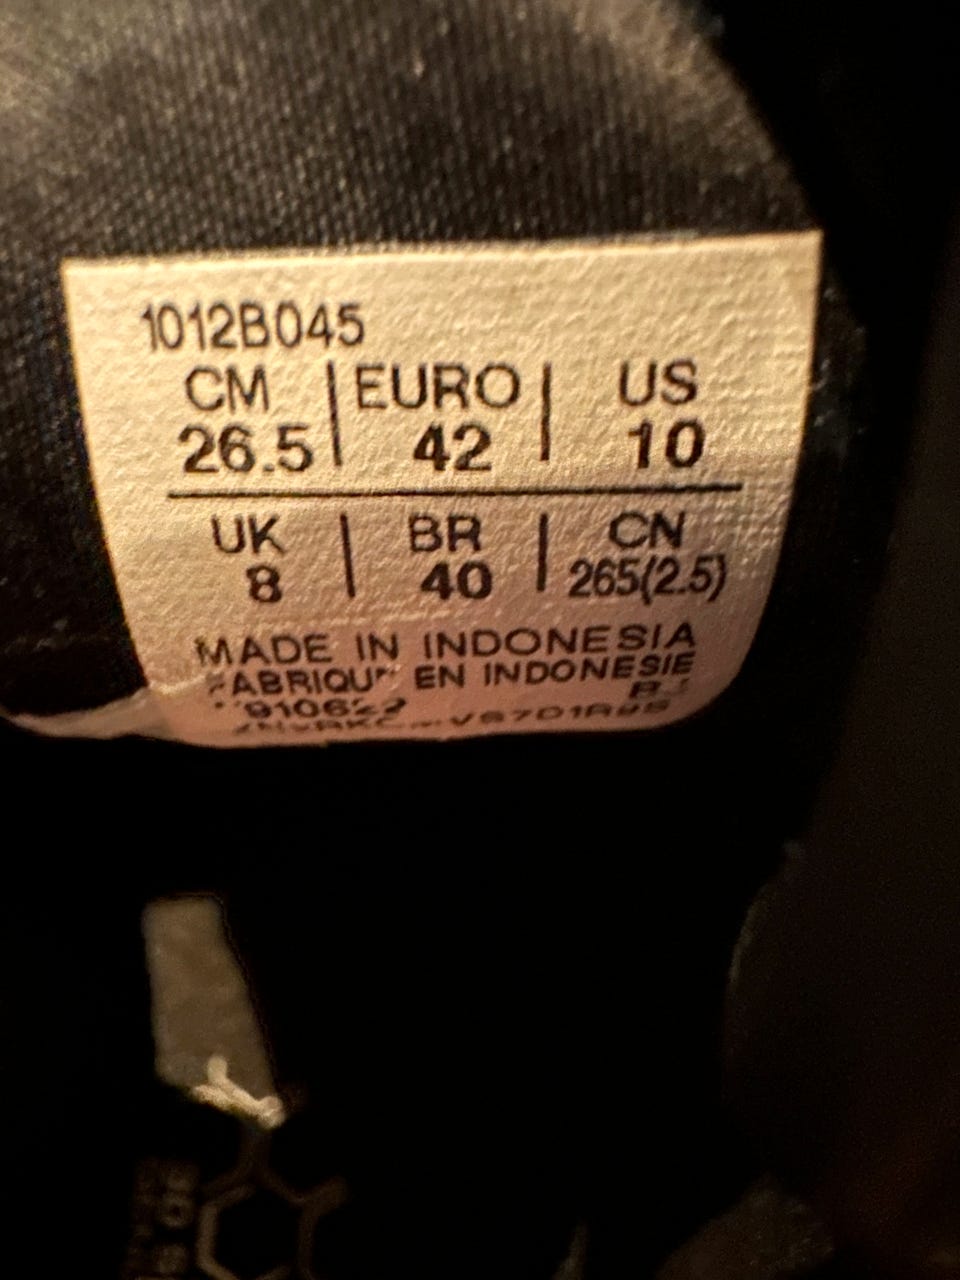 1012B045
CM EURO US
26.5 42 10
UK BR CN
8 40 265(2.5)
MADE IN INDONESIA
EN INDONESIE